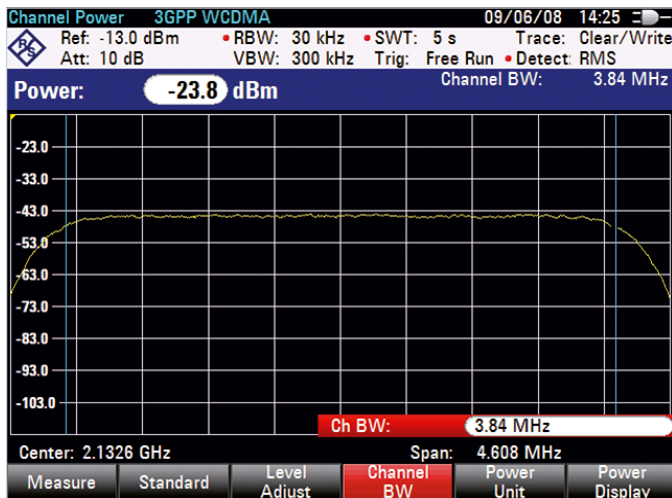 Channel Power 3GPP WCDMA 09/06/08 14:25
R&S Ref: -13.0 dBm • RBW: 30 kHz • SWT: 5 s Trace: Clear/Write
Att: 10 dB VBW: 300 kHz Trig: Free Run • Detect: RMS
Power: -23.8 dBm Channel BW: 3.84 MHz
-23.0
-33.0
-43.0
-53.0
-63.0
-73.0
-83.0
-93.0
-103.0
Ch BW: 3.84 MHz
Center: 2.1326 GHz Span: 4.608 MHz
Measure Standard Level Adjust Channel BW Power Unit Power Display